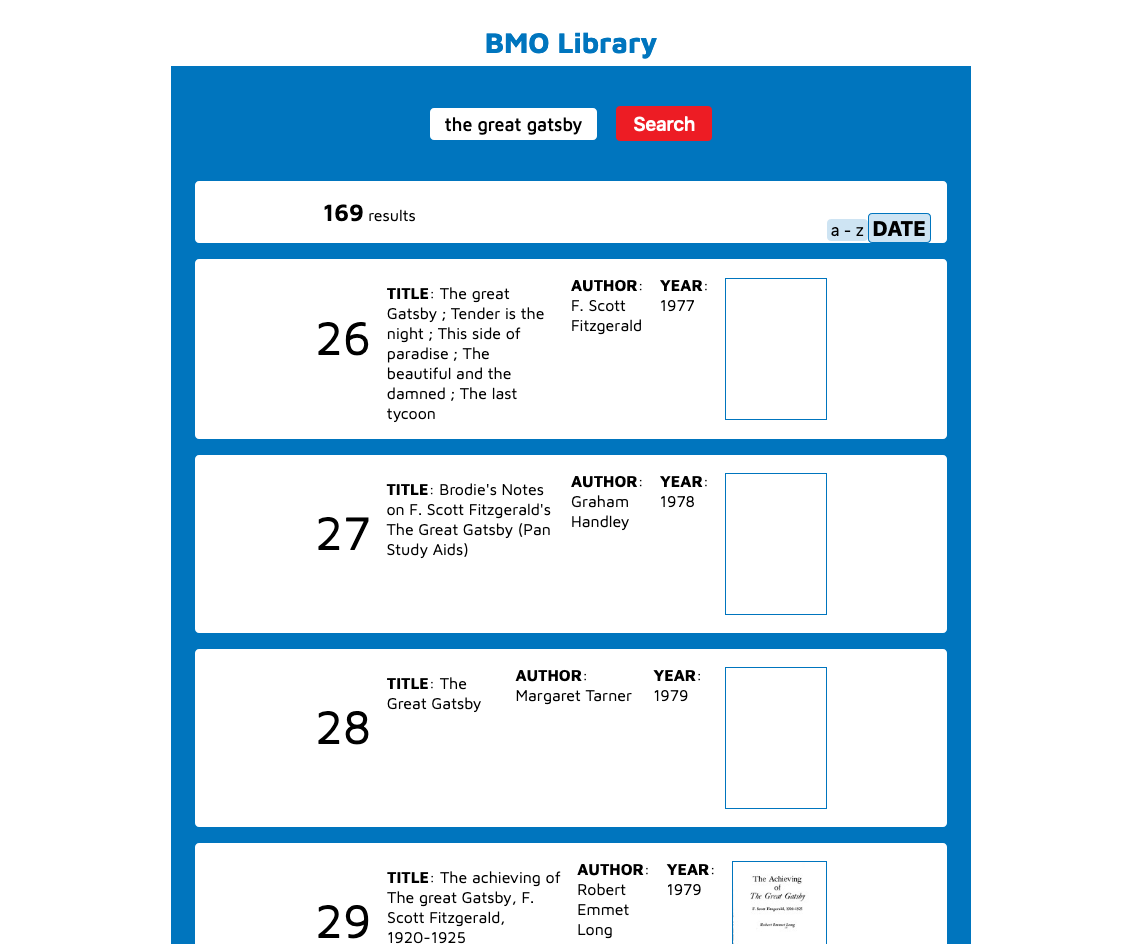 BMO Library
the great gatsby
Search
169 results
a - z DATE
26
TITLE: The great
Gatsby ; Tender is the
night ; This side of
paradise ; The
beautiful and the
damned ; The last
tycoon
AUTHOR:
F. Scott
Fitzgerald
YEAR:
1977
27
TITLE: Brodie's Notes
on F. Scott Fitzgerald's
The Great Gatsby (Pan
Study Aids)
AUTHOR:
Graham
Handley
YEAR:
1978
28
TITLE: The
Great Gatsby
AUTHOR:
Margaret Tarner
YEAR:
1979
29
TITLE: The achieving of
The great Gatsby, F.
Scott Fitzgerald,
1920-1925
AUTHOR:
Robert
Emmet
Long
YEAR:
1979
The Achieving
of
The Great Gatsby
F. Scott Fitzgerald, 1920-1925
Robert Emmet Long